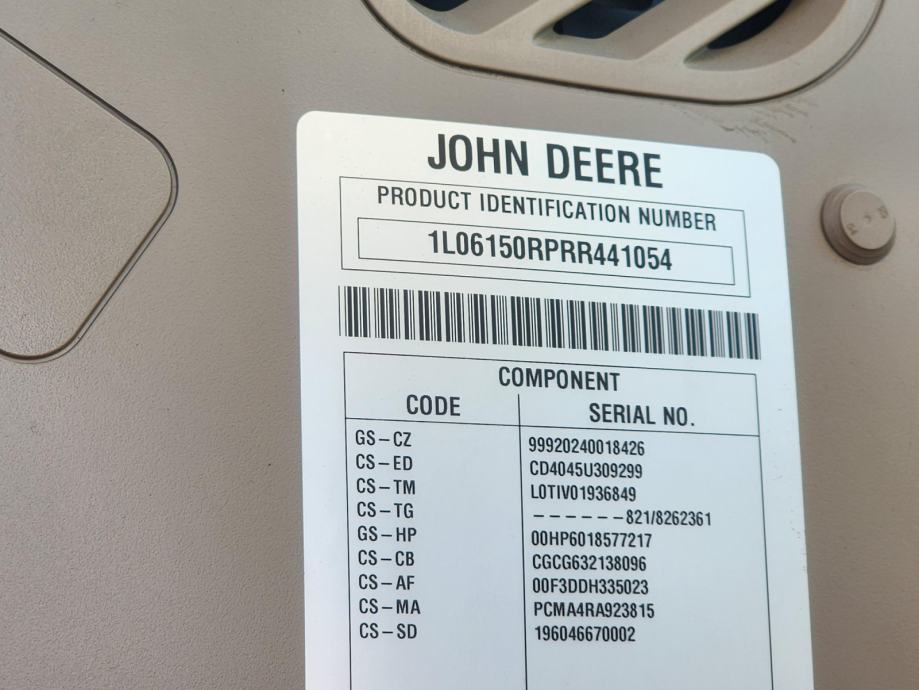 JOHN DEERE
PRODUCT IDENTIFICATION NUMBER
1L06150RPRR441054
COMPONENT
CODE SERIAL NO.
GS-CZ 99920240018426
CS-ED CD4045U309299
CS-TM L0TIV01936849
CS-TG ------821/8262361
GS-HP 00HP6018577217
CS-CB CGCG632138096
CS-AF 00F3DDH335023
CS-MA PCMA4RA923815
CS-SD 196046670002